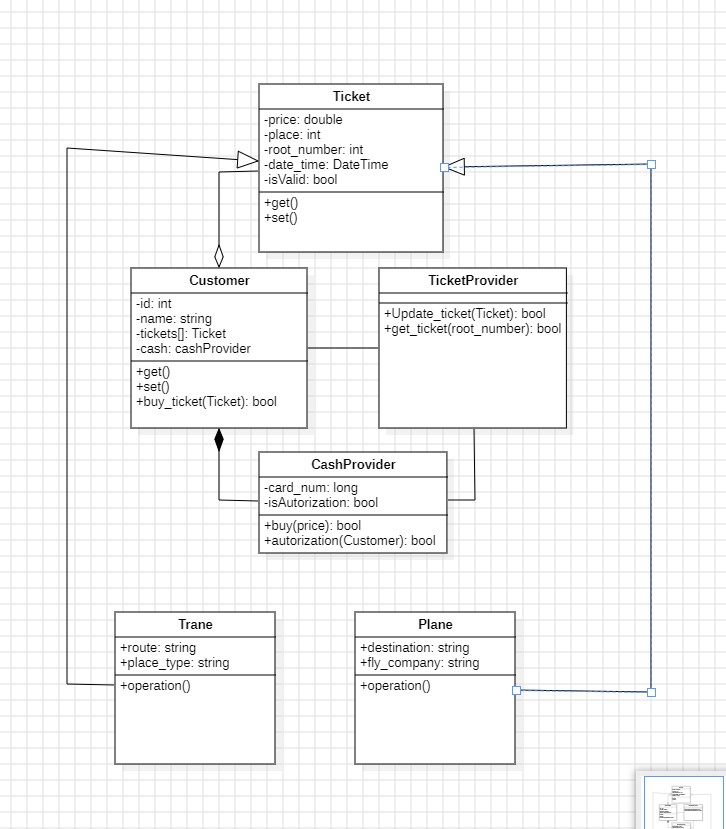 Ticket
-price: double
-place: int
-root_number: int
-date_time: DateTime
-isValid: bool
+get()
+set()
Customer
-id: int
-name: string
-tickets[]: Ticket
-cash: cashProvider
+get()
+set()
+buy_ticket(Ticket): bool
TicketProvider
+Update_ticket(Ticket): bool
+get_ticket(root_number): bool
CashProvider
-card_num: long
-isAutorization: bool
+buy(price): bool
+autorization(Customer): bool
Trane
+route: string
+place_type: string
+operation()
Plane
+destination: string
+fly_company: string
+operation()